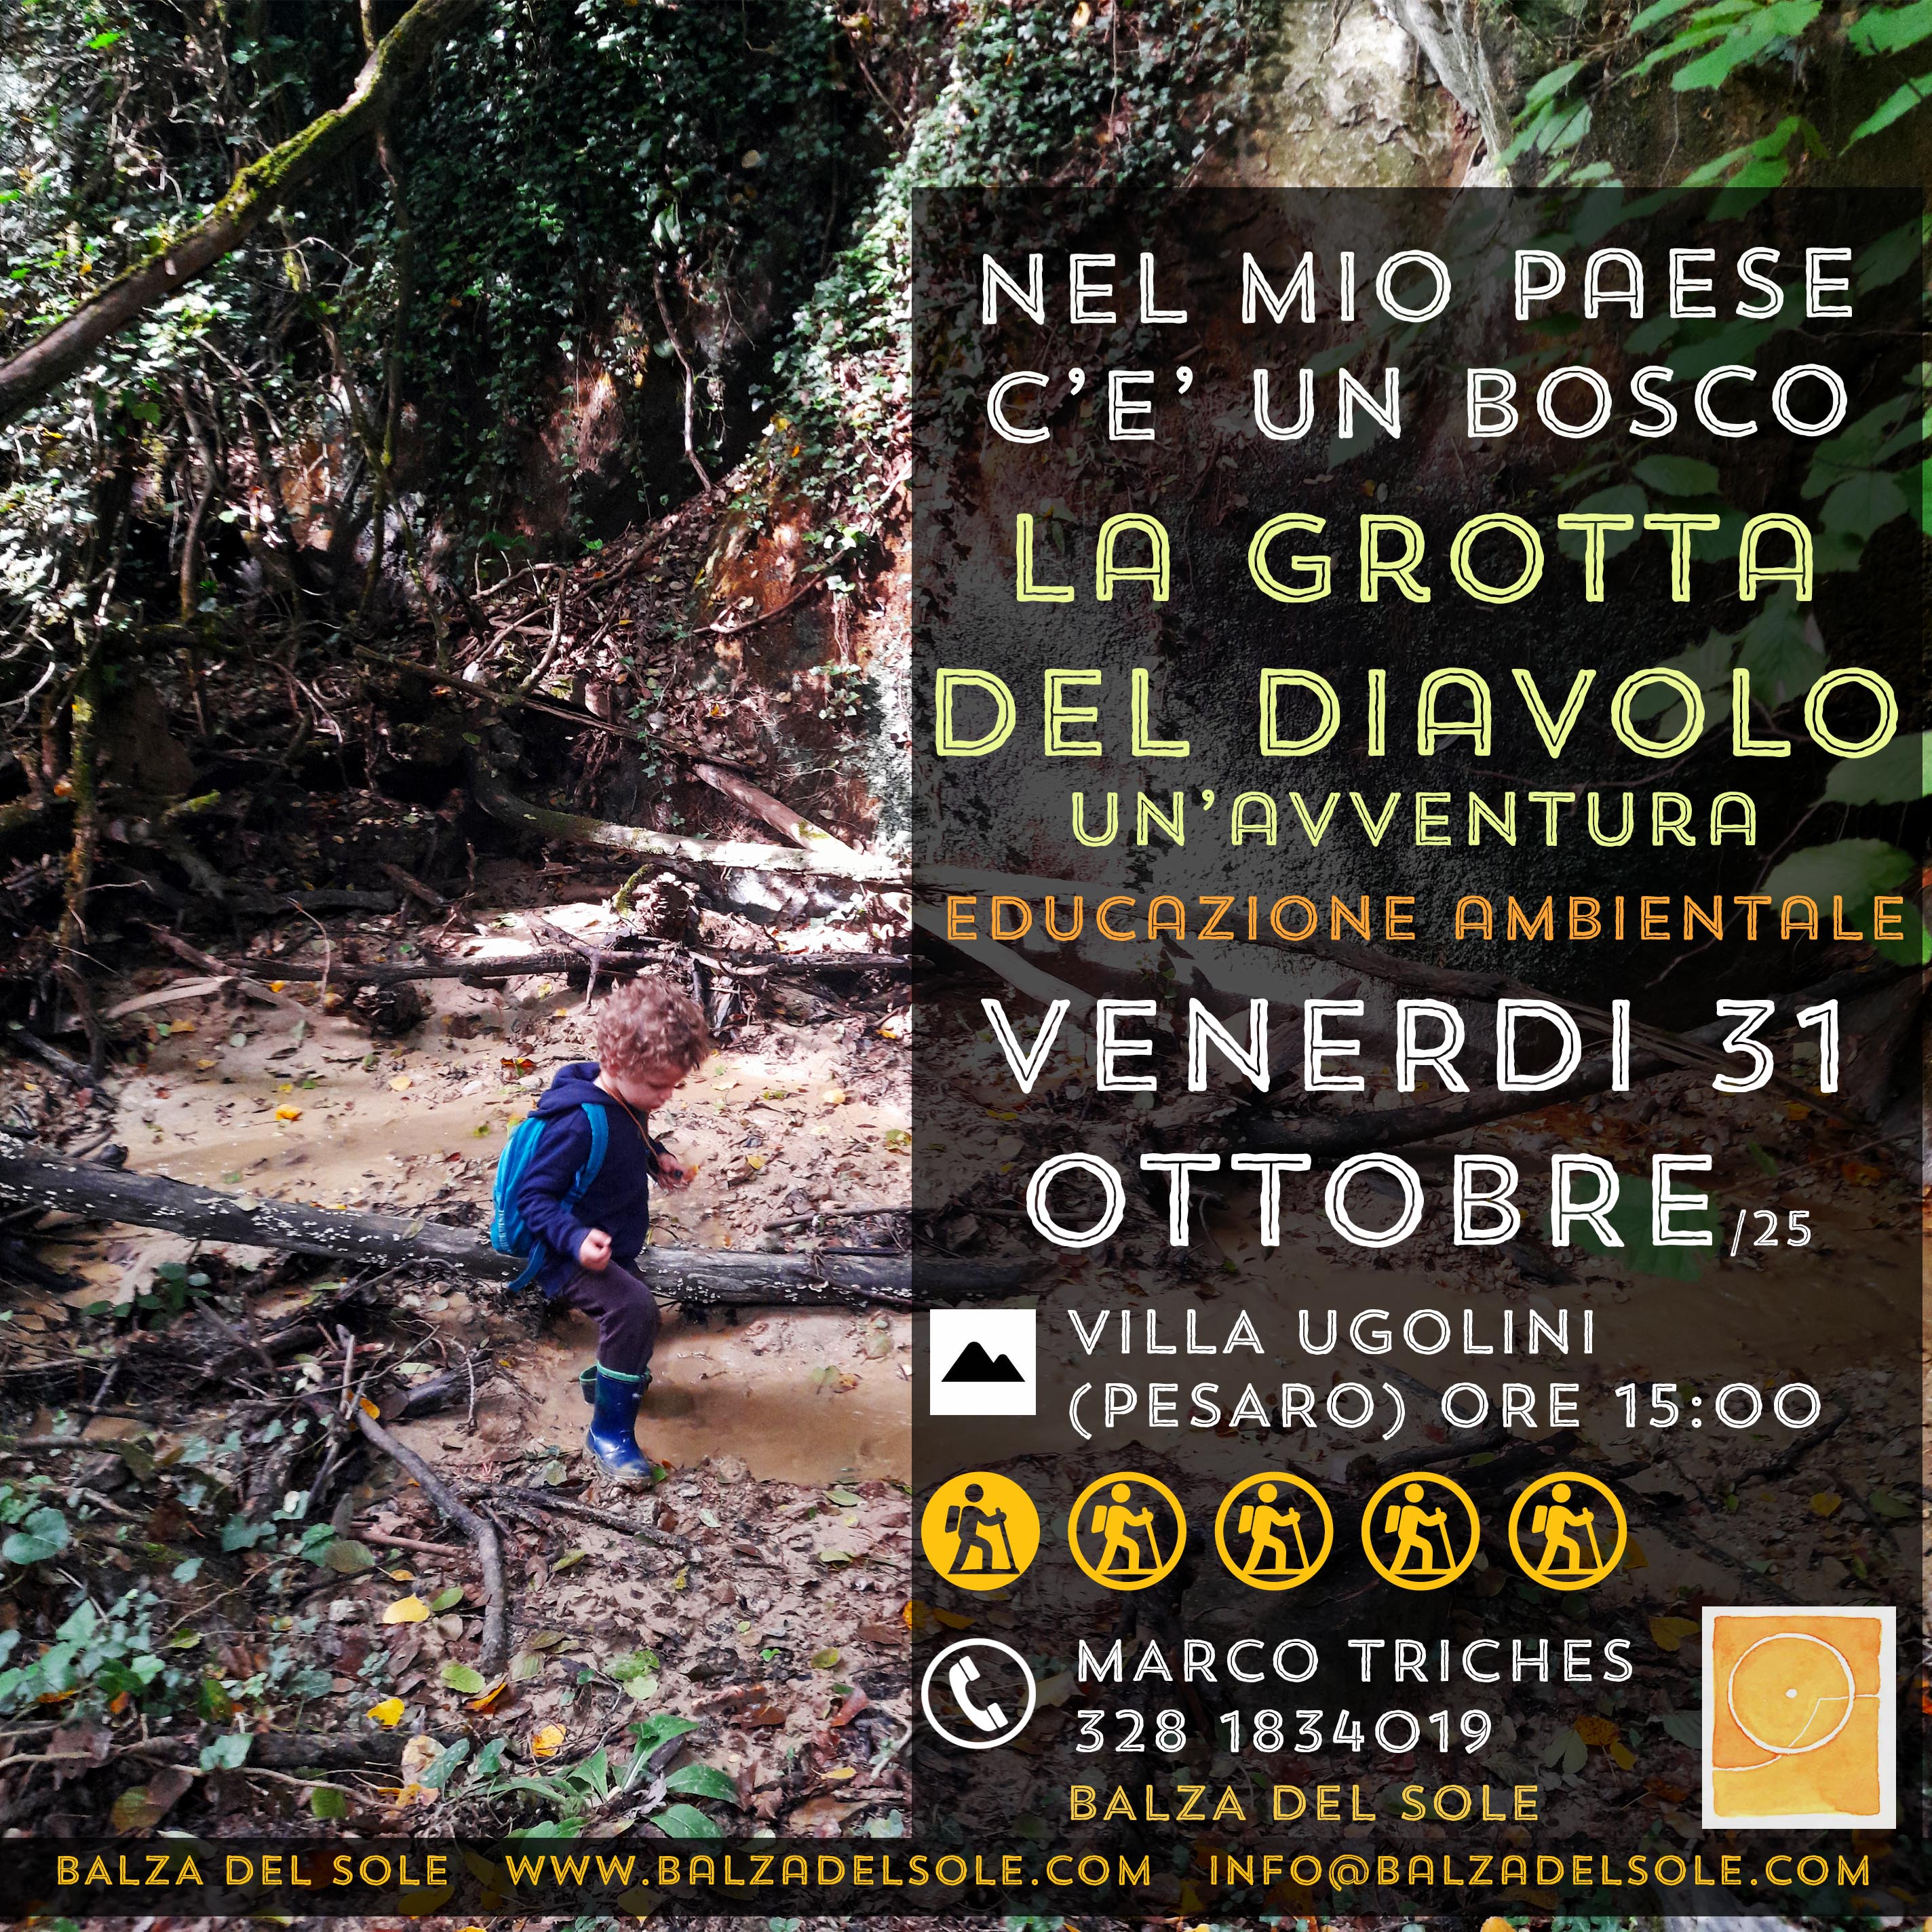 NEL MIO PAESE
C'E' UN BOSCO
LA GROTTA
DEL DIAVOLO
UN'AVVENTURA
EDUCAZIONE AMBIENTALE
VENERDI 31
OTTOBRE/25
VILLA UGOLINI
(PESARO) ORE 15:00
MARCO TRICHES
328 1834019
BALZA DEL SOLE
BALZA DEL SOLE WWW.BALZADELSOLE.COM INFO@BALZADELSOLE.COM